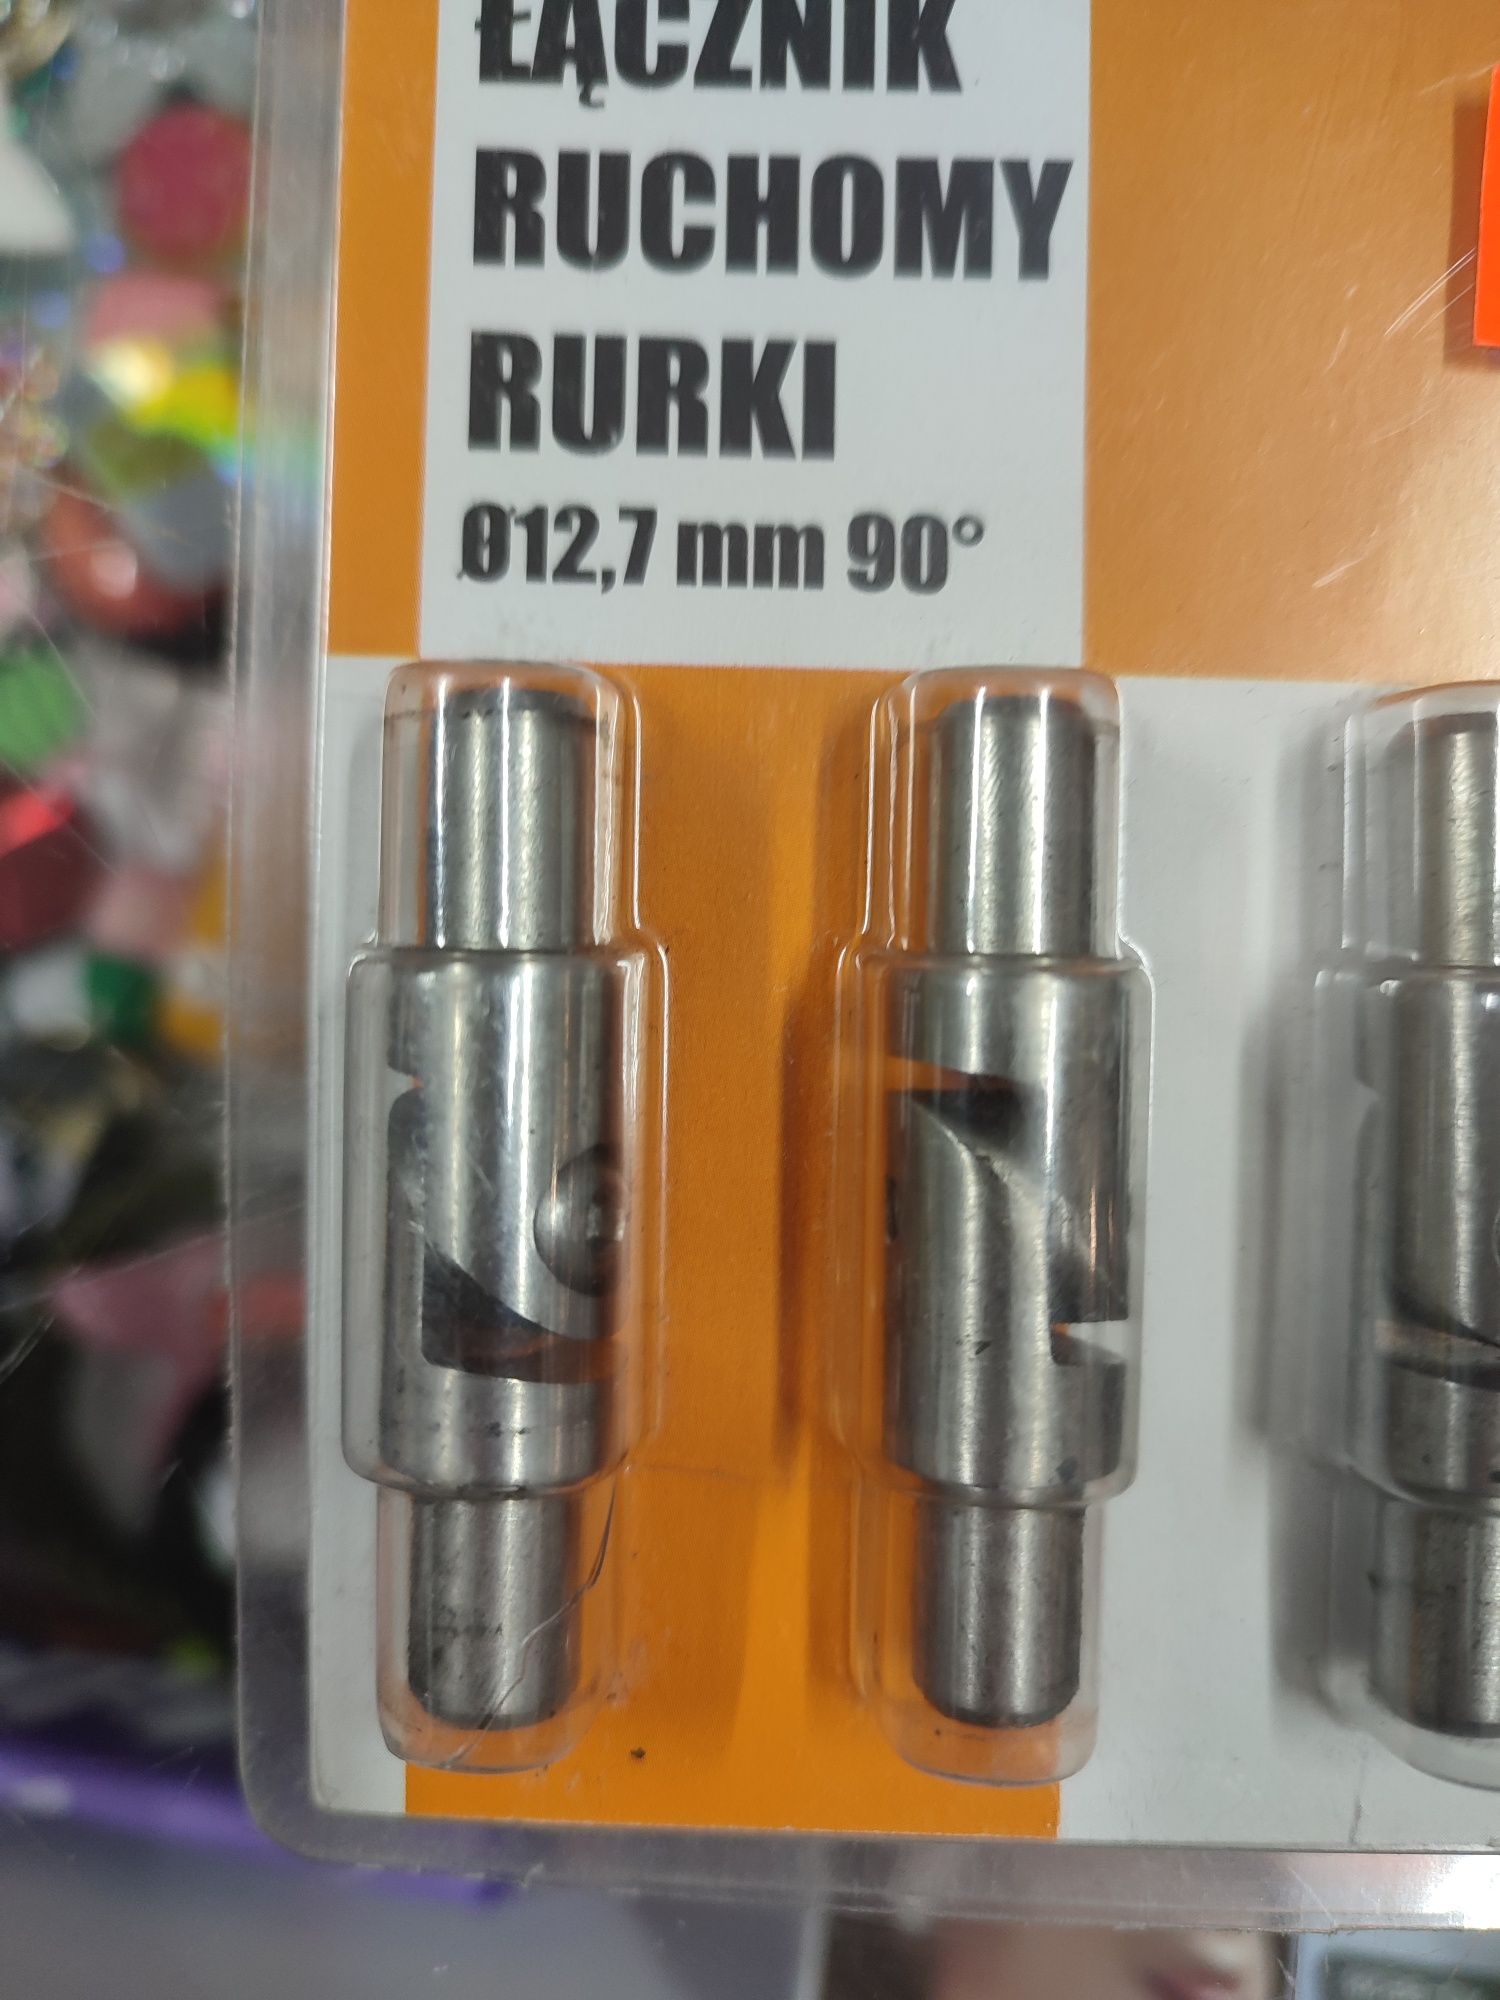 ŁĄCZNIK
RUCHOMY
RURKI
Ø12,7 mm 90°